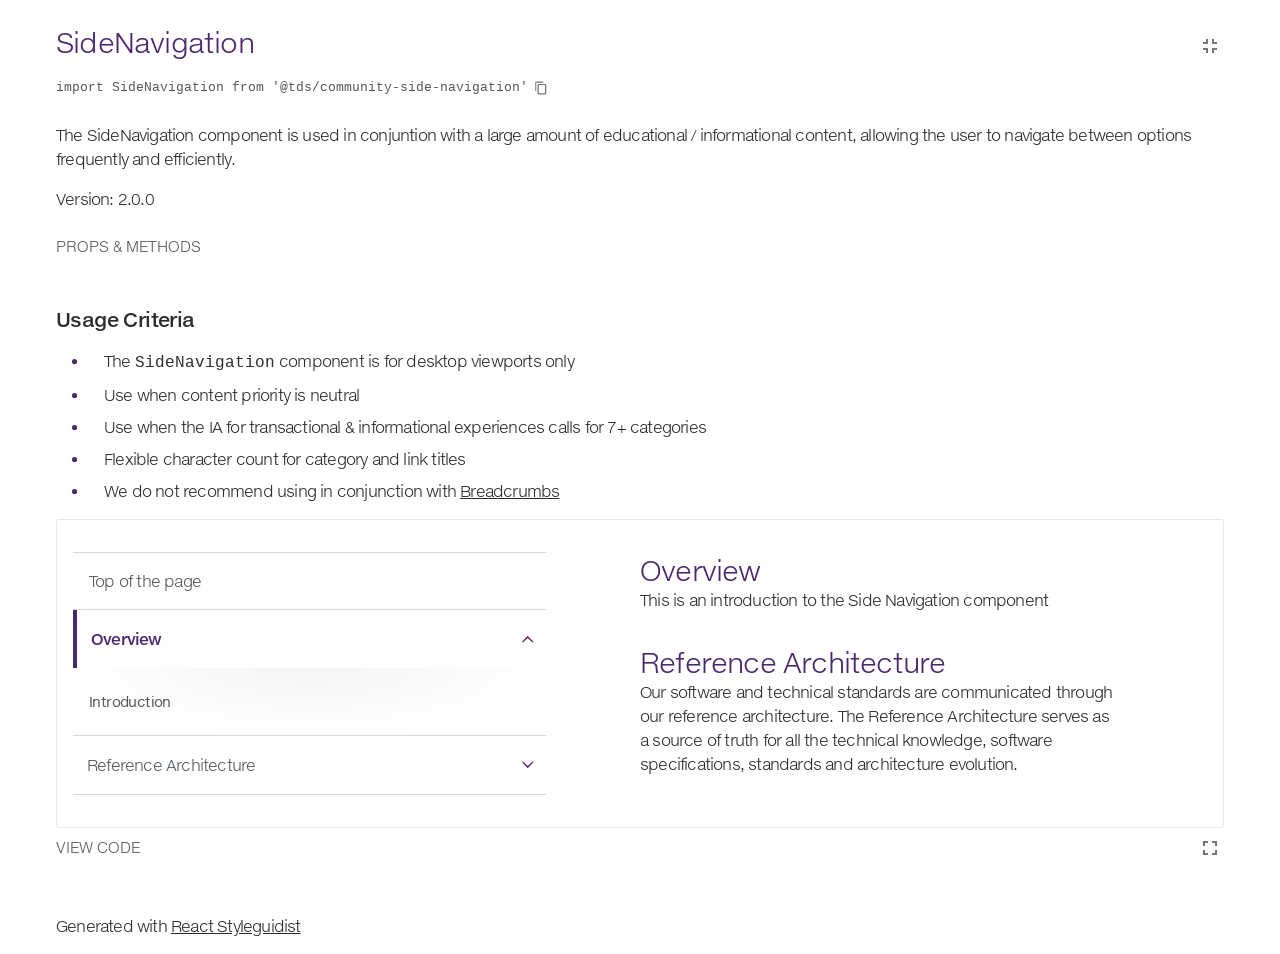 SideNavigation
import SideNavigation from '@tds/community-side-navigation'
The SideNavigation component is used in conjuntion with a large amount of educational / informational content, allowing the user to navigate between options
frequently and efficiently.
Version: 2.0.0
PROPS & METHODS
Usage Criteria
The SideNavigation component is for desktop viewports only
Use when content priority is neutral
Use when the IA for transactional & informational experiences calls for 7+ categories
Flexible character count for category and link titles
We do not recommend using in conjunction with Breadcrumbs
Top of the page
Overview
Introduction
Reference Architecture
Overview
This is an introduction to the Side Navigation component
Reference Architecture
Our software and technical standards are communicated through
our reference architecture. The Reference Architecture serves as
a source of truth for all the technical knowledge, software
specifications, standards and architecture evolution.
VIEW CODE
Generated with React Styleguidist